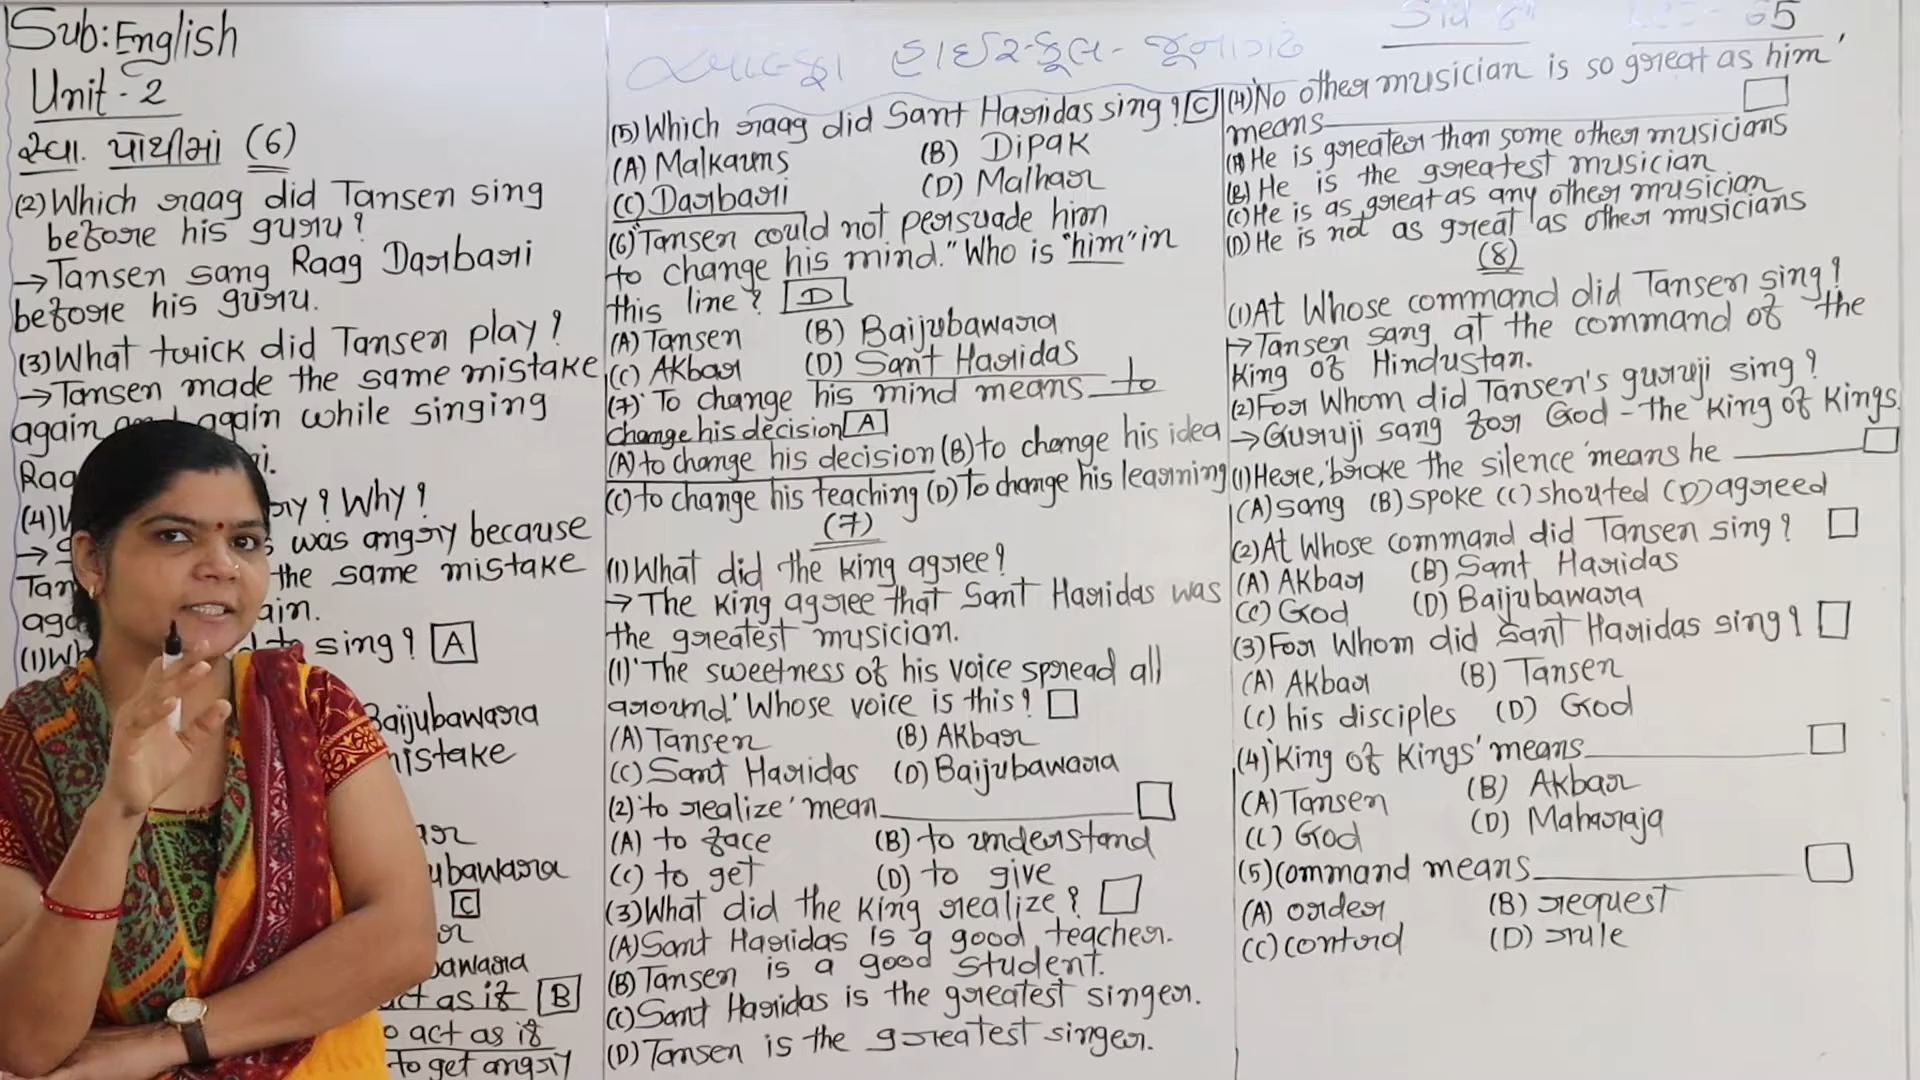 Sub: English
Unit-2
સ્વા. પોથીમાં (6)
(2) Which raag did Tansen sing
before his guru?
→ Tansen sang Raag Darbari
before his guru.
(3) What trick did Tansen play?
→ Tansen made the same mistake
again and again while singing
Raa
(4) ? Why?
was angry because
Tan the same mistake
aga ain.
(1) Wh to sing? [A]
Baijubawara
mistake
ar
ubawara
[C]
or
bawara
act as if [B]
to act as if
to get angry
હાઈસ્કૂલ - જૂનાગઢ
(5) Which raag did Sant Haridas sing? [C]
(A) Malkauns (B) Dipak
(C) Darbari (D) Malhar
(6) "Tansen could not persuade him
to change his mind." Who is "him" in
this line? [D]
(A) Tansen (B) Baijubawara
(C) Akbar (D) Sant Haridas
(7) 'To change his mind means to
change his decision [A]
(A) to change his decision (B) to change his idea
(C) to change his teaching (D) to change his learning
(7)
(1) What did the king agree?
→ The king agree that Sant Haridas was
the greatest musician.
(1) 'The sweetness of his voice spread all
around.' Whose voice is this?
(A) Tansen (B) Akbar
(C) Sant Haridas (D) Baijubawara
(2) 'to realize' mean
(A) to face (B) to understand
(C) to get (D) to give
(3) What did the king realize?
(A) Sant Haridas is a good teacher.
(B) Tansen is a good student.
(C) Sant Haridas is the greatest singer.
(D) Tansen is the greatest singer.
65
(4) No other musician is so great as him'
means
(A) He is greater than some other musicians
(B) He is the greatest musician
(C) He is as great as any other musician
(D) He is not as great as other musicians
(8)
(1) At Whose command did Tansen sing?
→ Tansen sang at the command of the
King of Hindustan.
(2) For Whom did Tansen's guruji sing?
→ Guruji sang for God - the King of Kings.
(1) Here, 'broke the silence' means he
(A) sang (B) spoke (C) shouted (D) agreed
(2) At Whose command did Tansen sing?
(A) Akbar (B) Sant Haridas
(C) God (D) Baijubawara
(3) For Whom did Sant Haridas sing?
(A) Akbar (B) Tansen
(C) his disciples (D) God
(4) 'King of Kings' means
(A) Tansen (B) Akbar
(C) God (D) Maharaja
(5) Command means
(A) order (B) request
(C) contord (D) rule